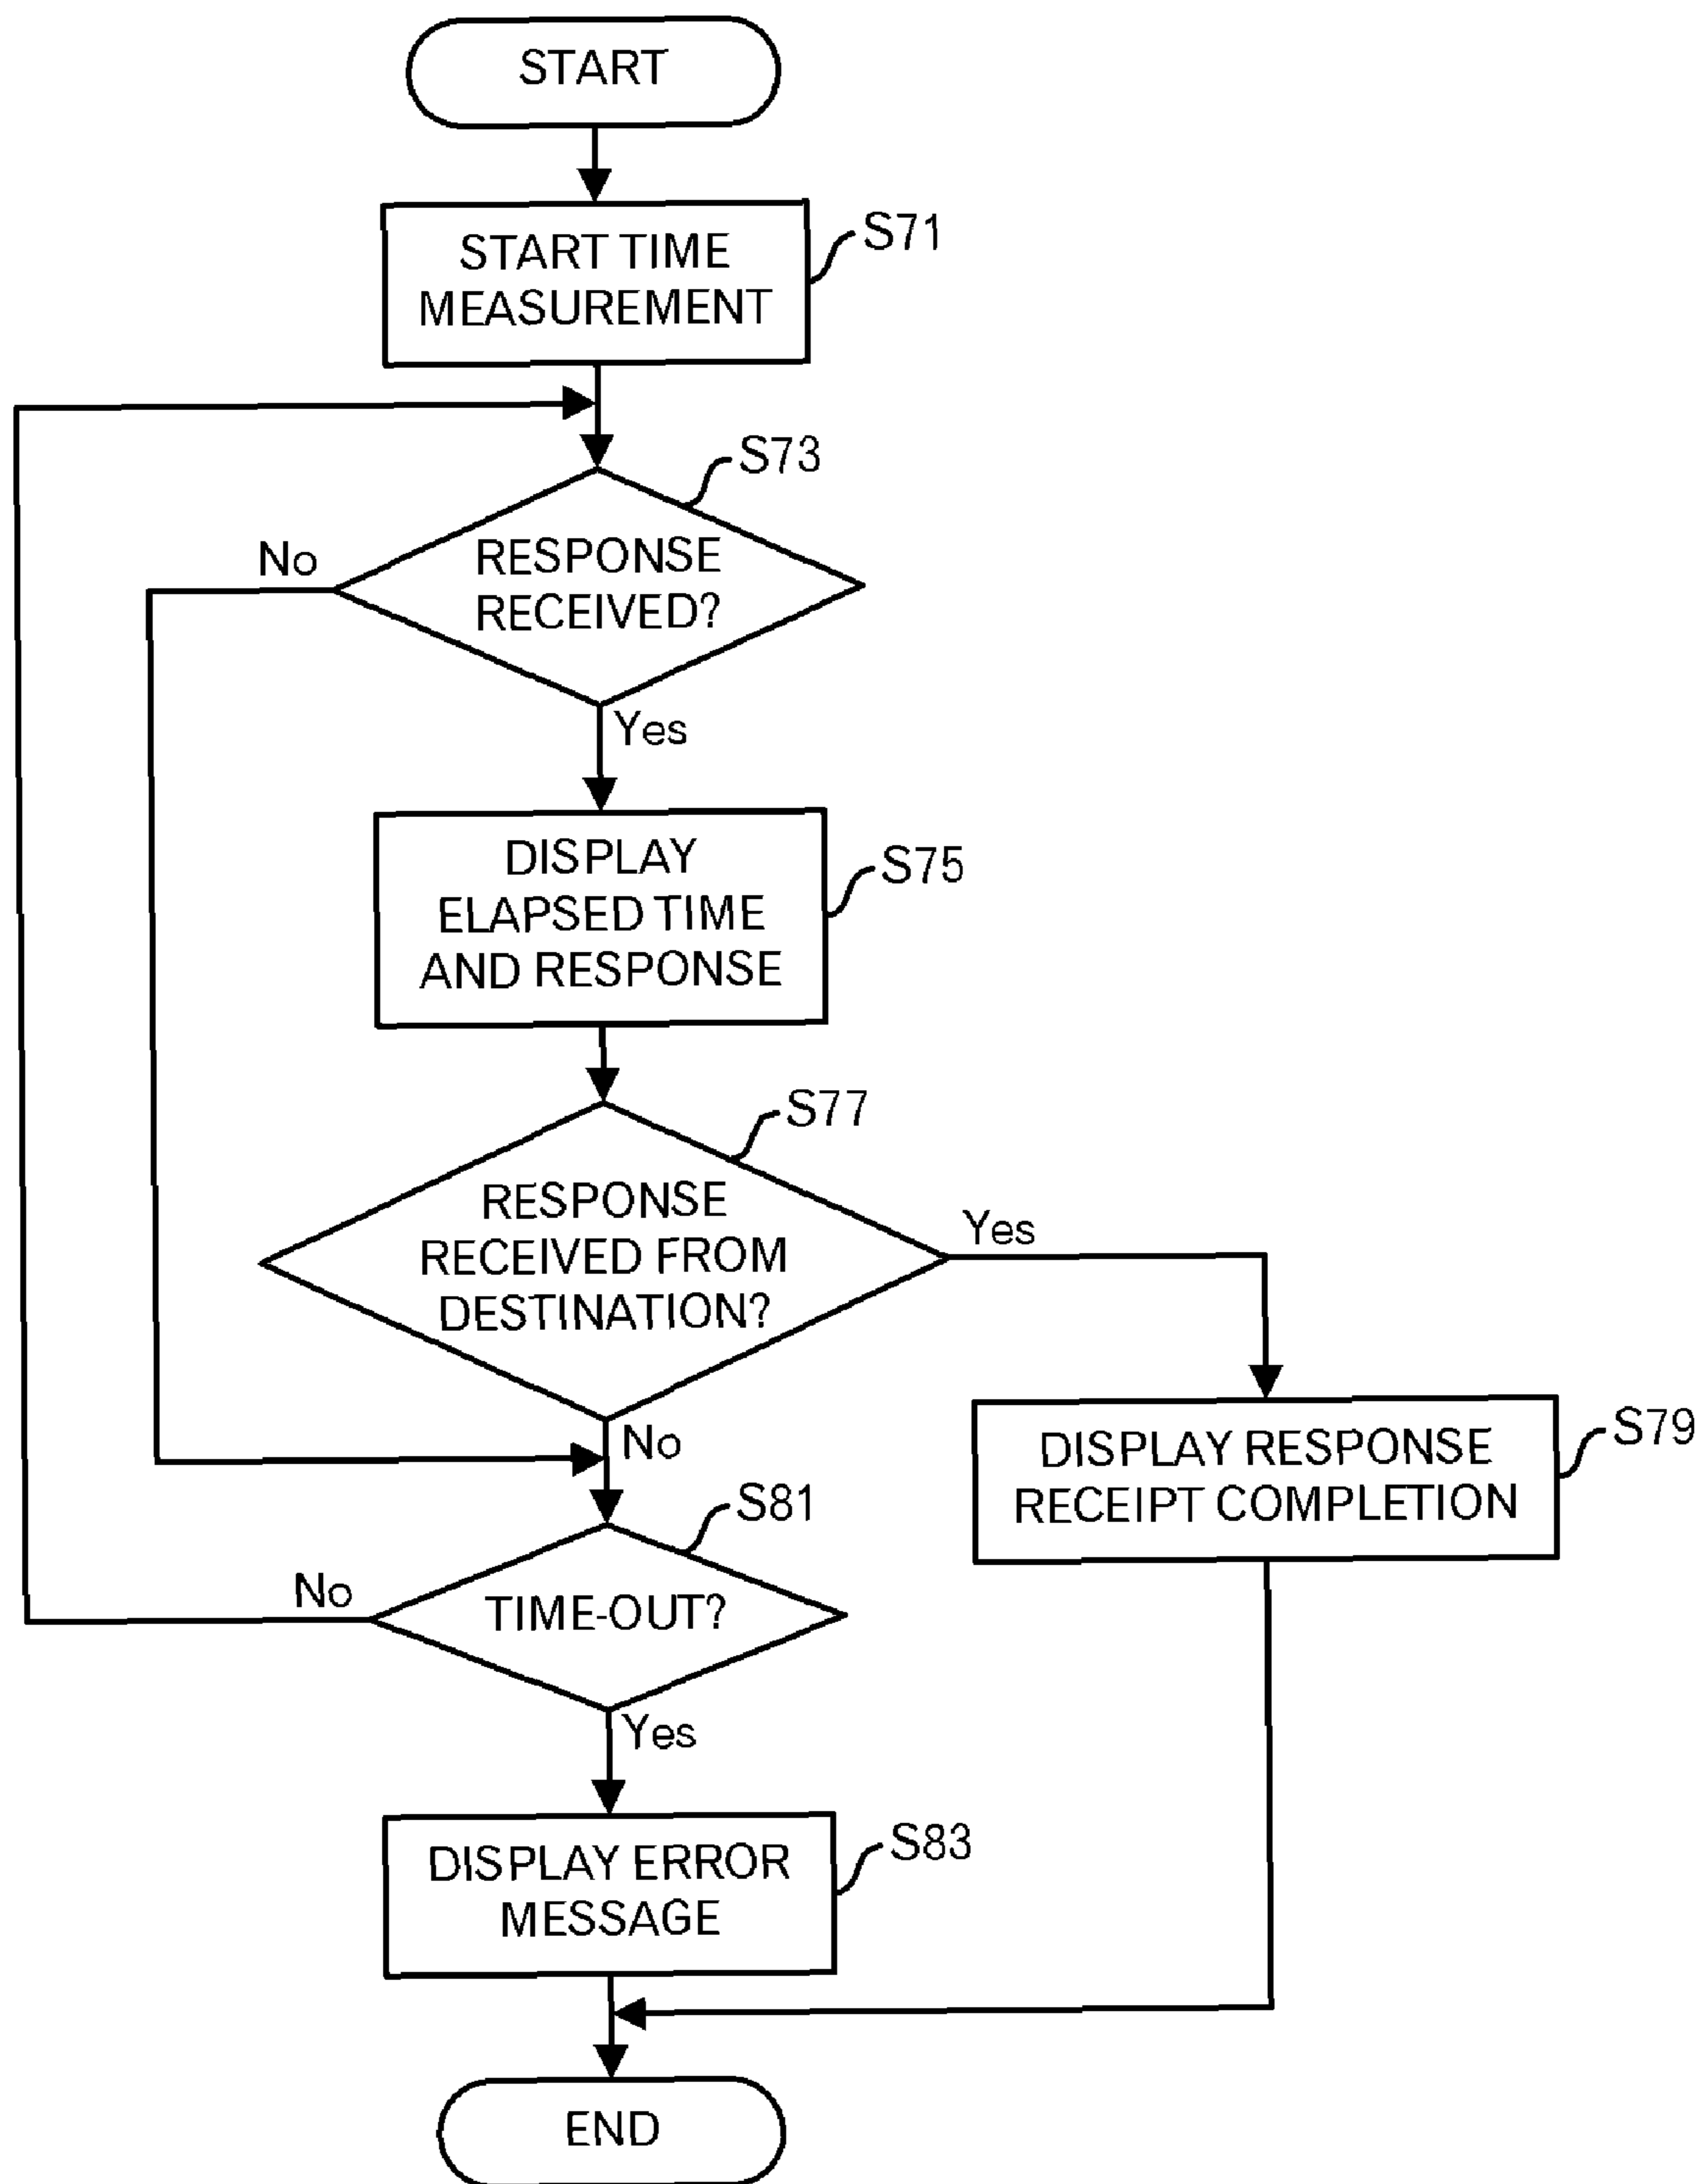 START
START TIME
MEASUREMENT
S71
S73
No
RESPONSE
RECEIVED?
Yes
DISPLAY
ELAPSED TIME
AND RESPONSE
S75
S77
RESPONSE
RECEIVED FROM
DESTINATION?
Yes
No
DISPLAY RESPONSE
RECEIPT COMPLETION
S79
S81
No
TIME-OUT?
Yes
DISPLAY ERROR
MESSAGE
S83
END